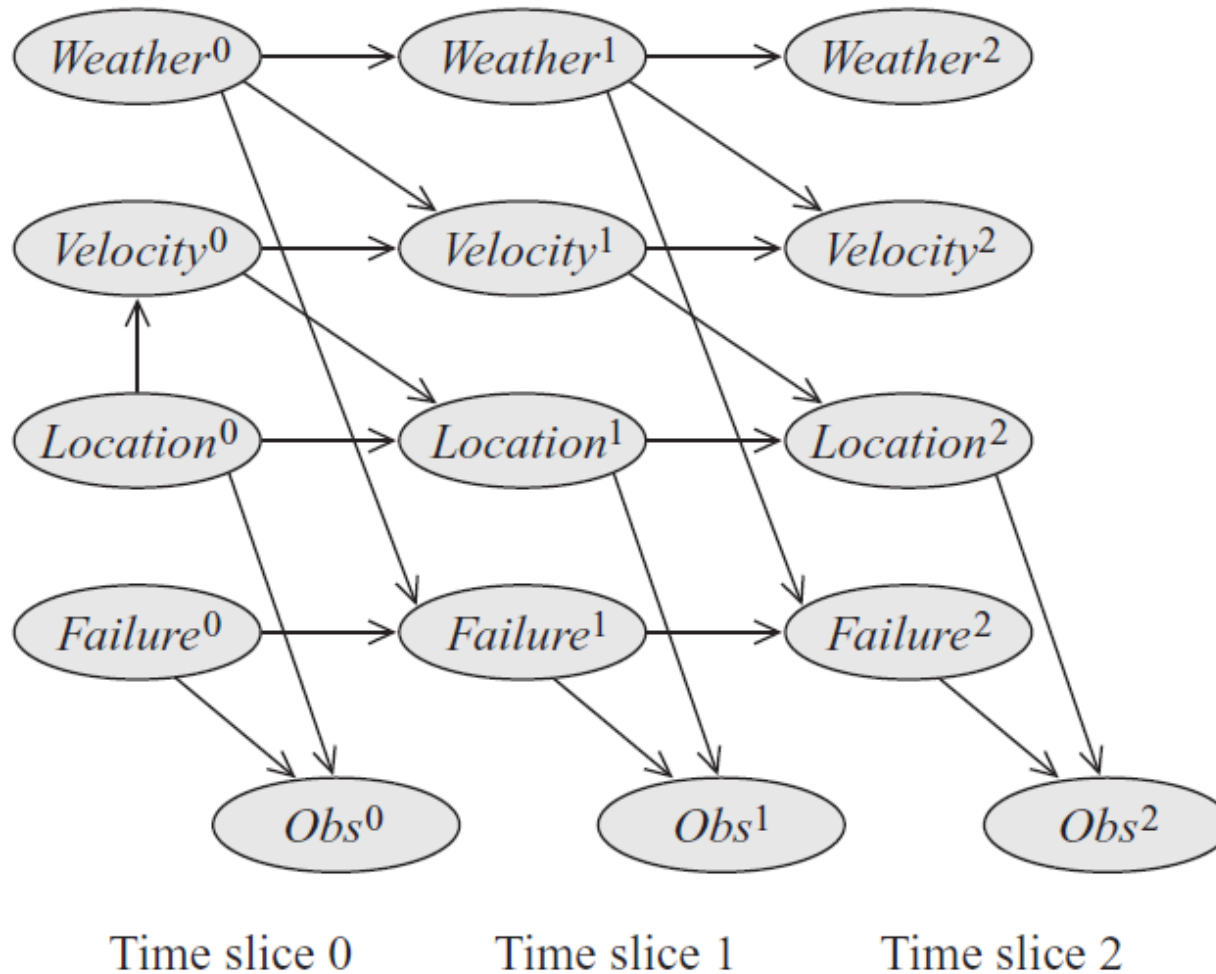 Weather⁰ Weather¹ Weather²
Velocity⁰ Velocity¹ Velocity²
Location⁰ Location¹ Location²
Failure⁰ Failure¹ Failure²
Obs⁰ Obs¹ Obs²
Time slice 0 Time slice 1 Time slice 2